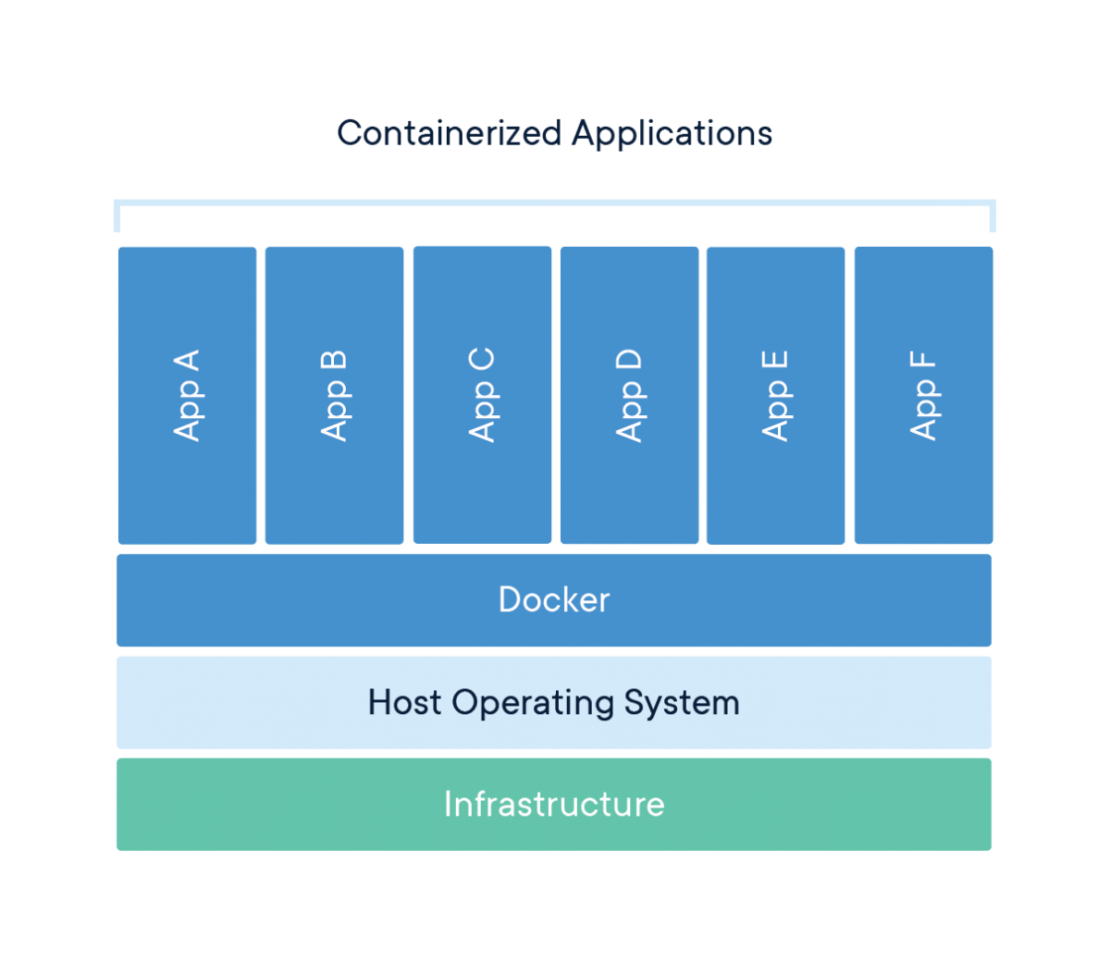 Containerized Applications
App A
App B
App C
App D
App E
App F
Docker
Host Operating System
Infrastructure